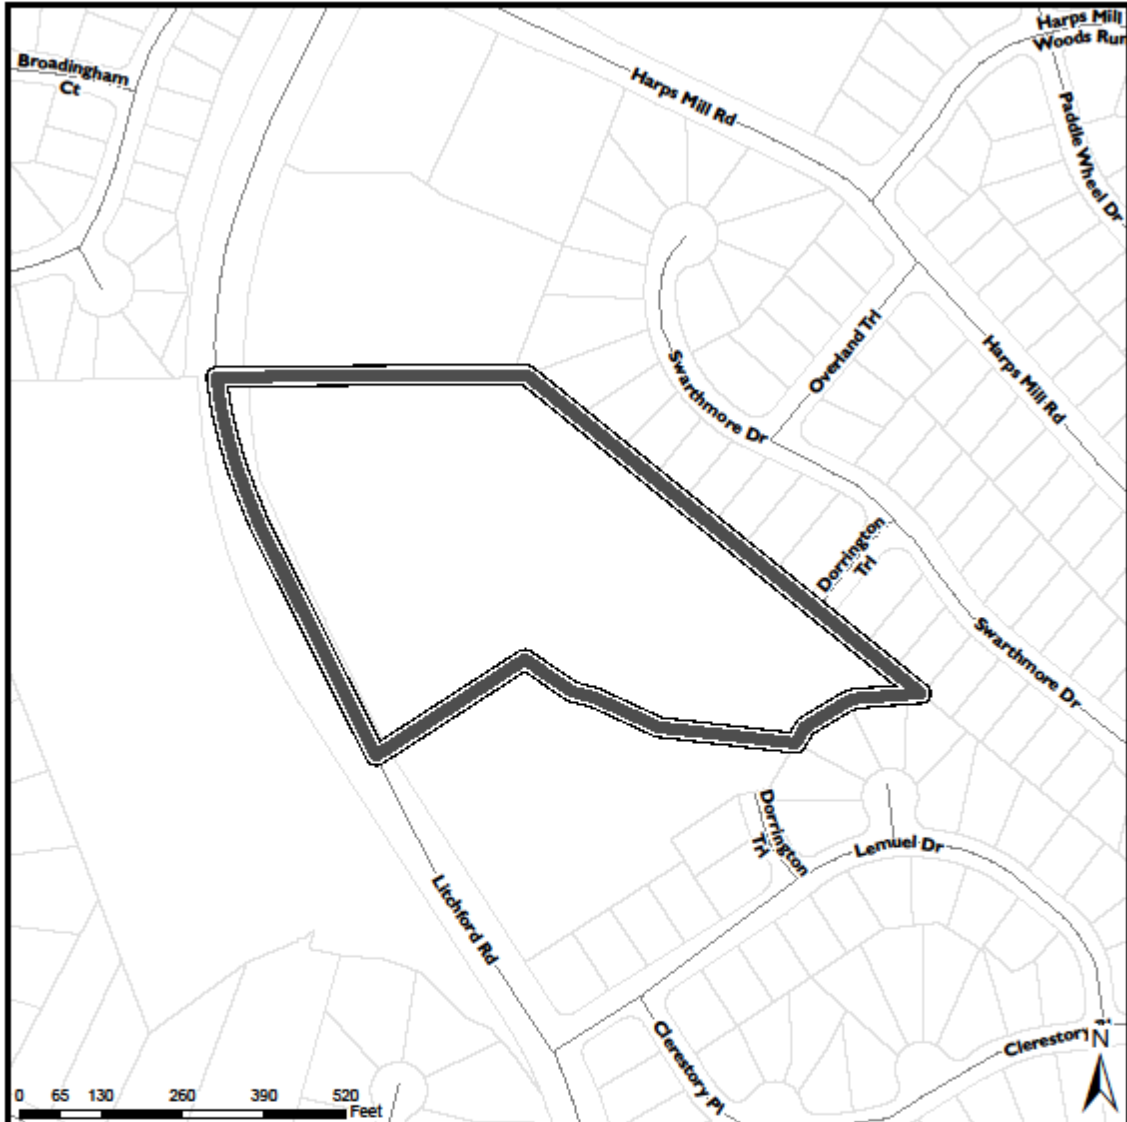 Harps Mill
Woods Run
Broadingham
Ct
Harps Mill Rd
Paddle Wheel Dr
Overland Trl
Harps Mill Rd
Swarthmore Dr
Dorrington
Trl
Swarthmore Dr
Dorrington
Trl
Lemuel Dr
Litchford Rd
Clerestory Pl
Clerestory
N
0 65 130 260 390 520
Feet